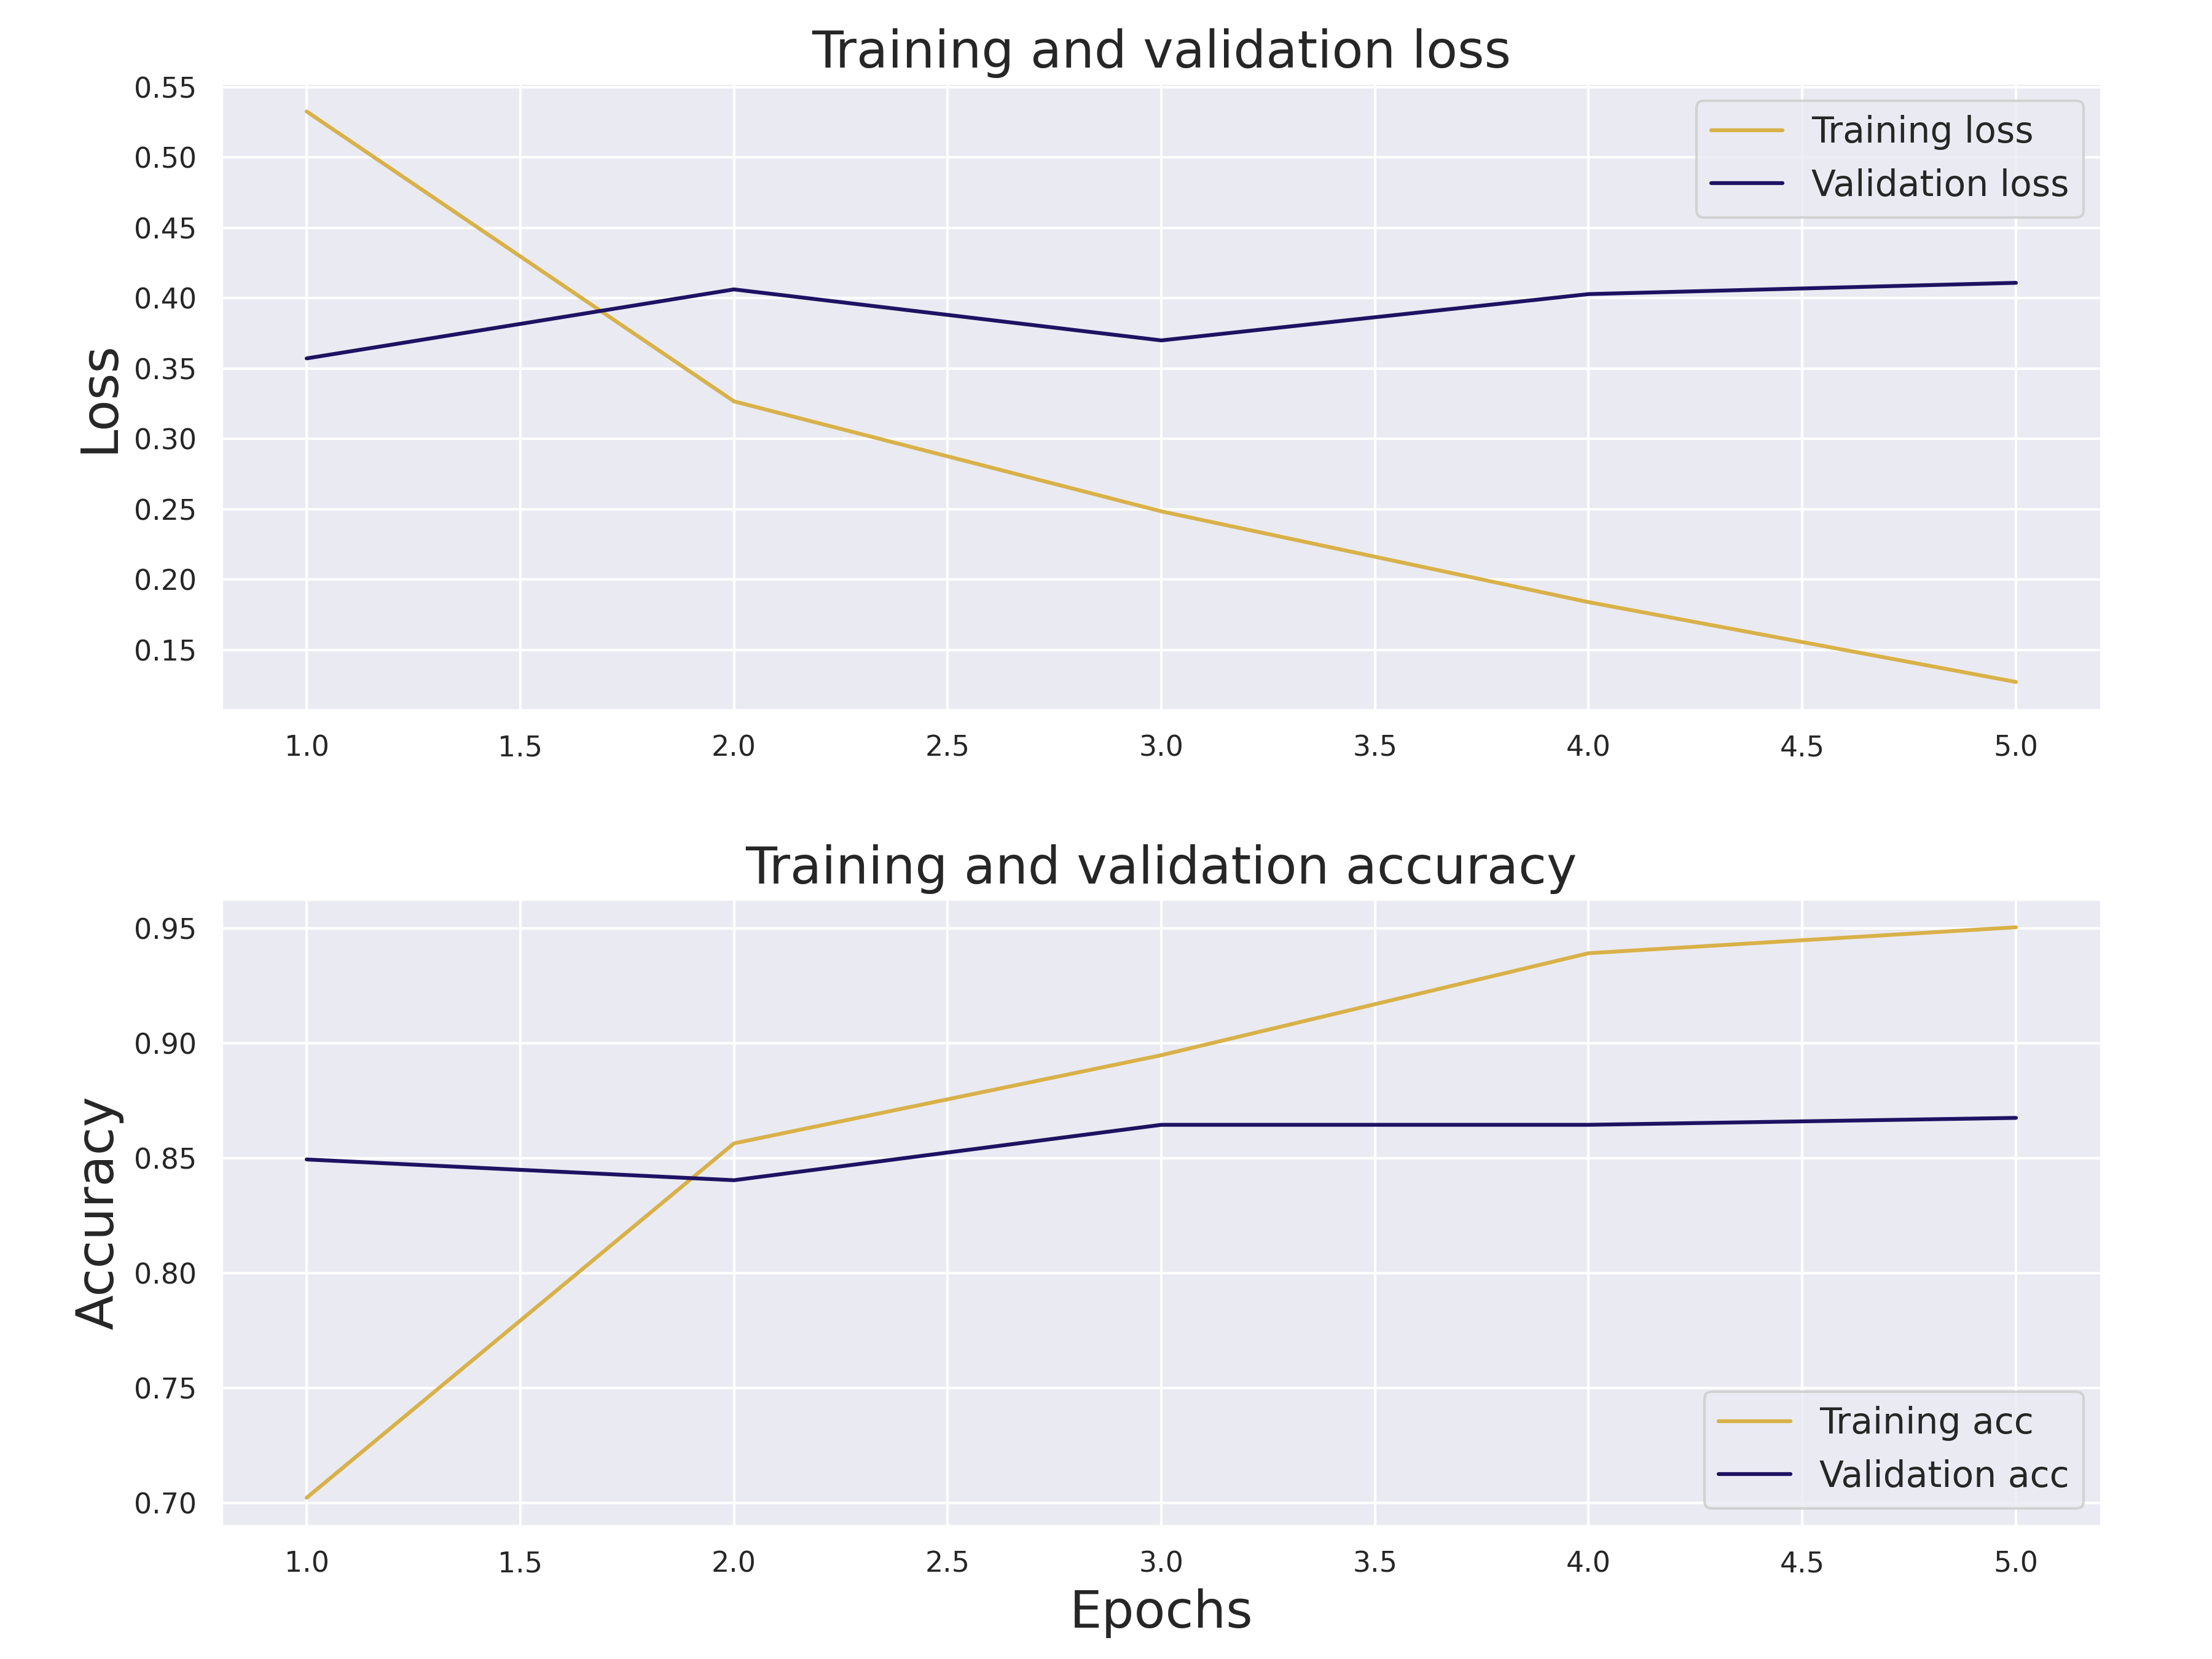 Training and validation loss
0.55
0.50
0.45
0.40
0.35
0.30
0.25
0.20
0.15
Loss
Training loss
Validation loss
1.0 1.5 2.0 2.5 3.0 3.5 4.0 4.5 5.0
Training and validation accuracy
0.95
0.90
0.85
0.80
0.75
0.70
Accuracy
Training acc
Validation acc
1.0 1.5 2.0 2.5 3.0 3.5 4.0 4.5 5.0
Epochs